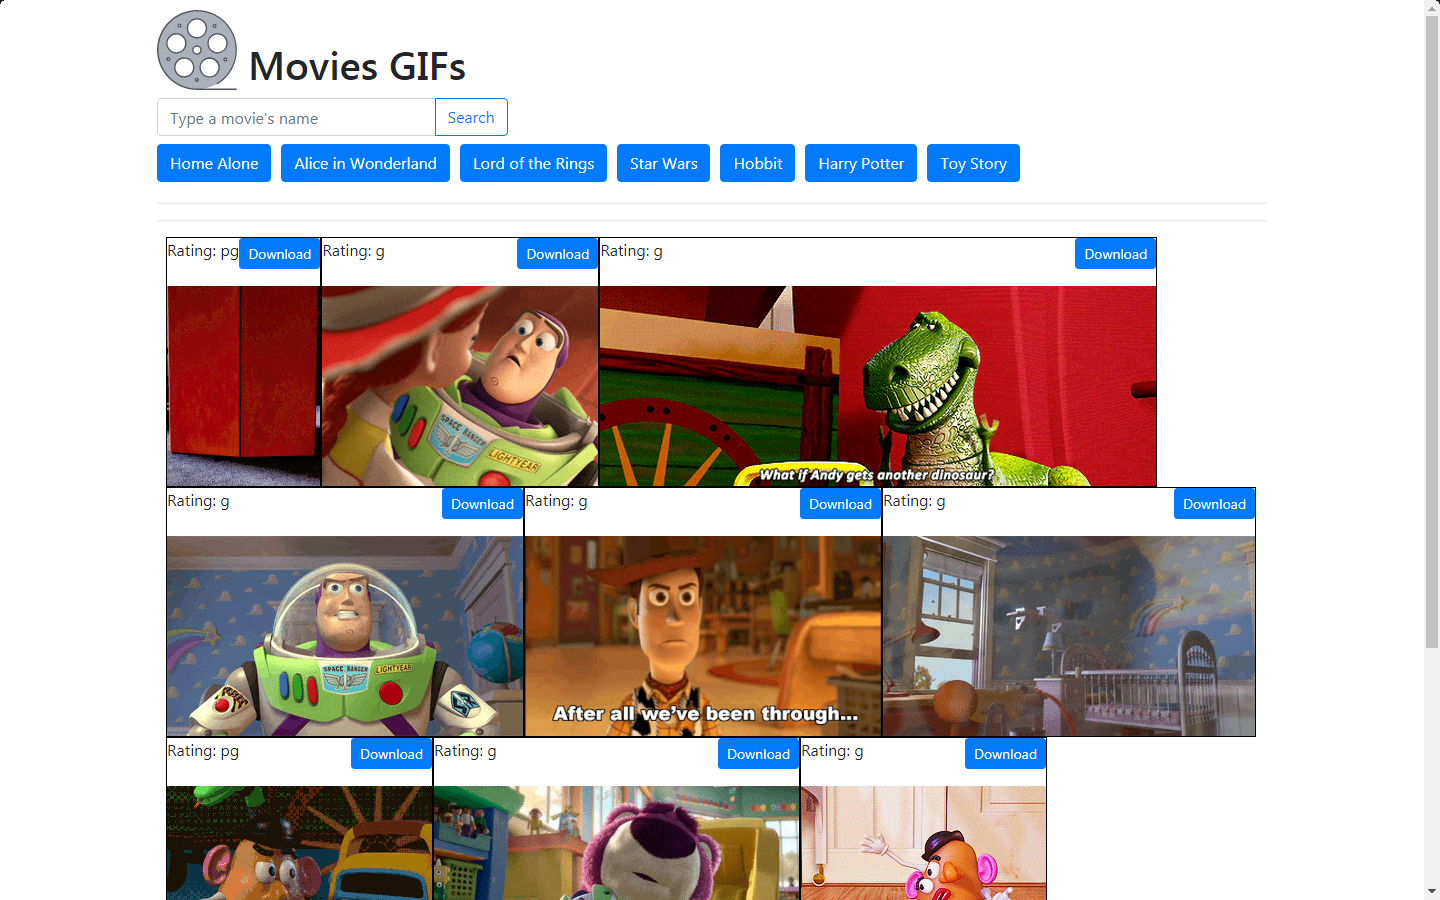 Movies GIFs
Type a movie's name
Search
Home Alone
Alice in Wonderland
Lord of the Rings
Star Wars
Hobbit
Harry Potter
Toy Story
Rating: pg
Download
Rating: g
Download
Rating: g
Download
SPACE RANGER
LIGHTYEAR
What if Andy gets another dinosaur?
Rating: g
Download
Rating: g
Download
Rating: g
Download
SPACE RANGER
LIGHTYEAR
After all we've been through...
Rating: pg
Download
Rating: g
Download
Rating: g
Download